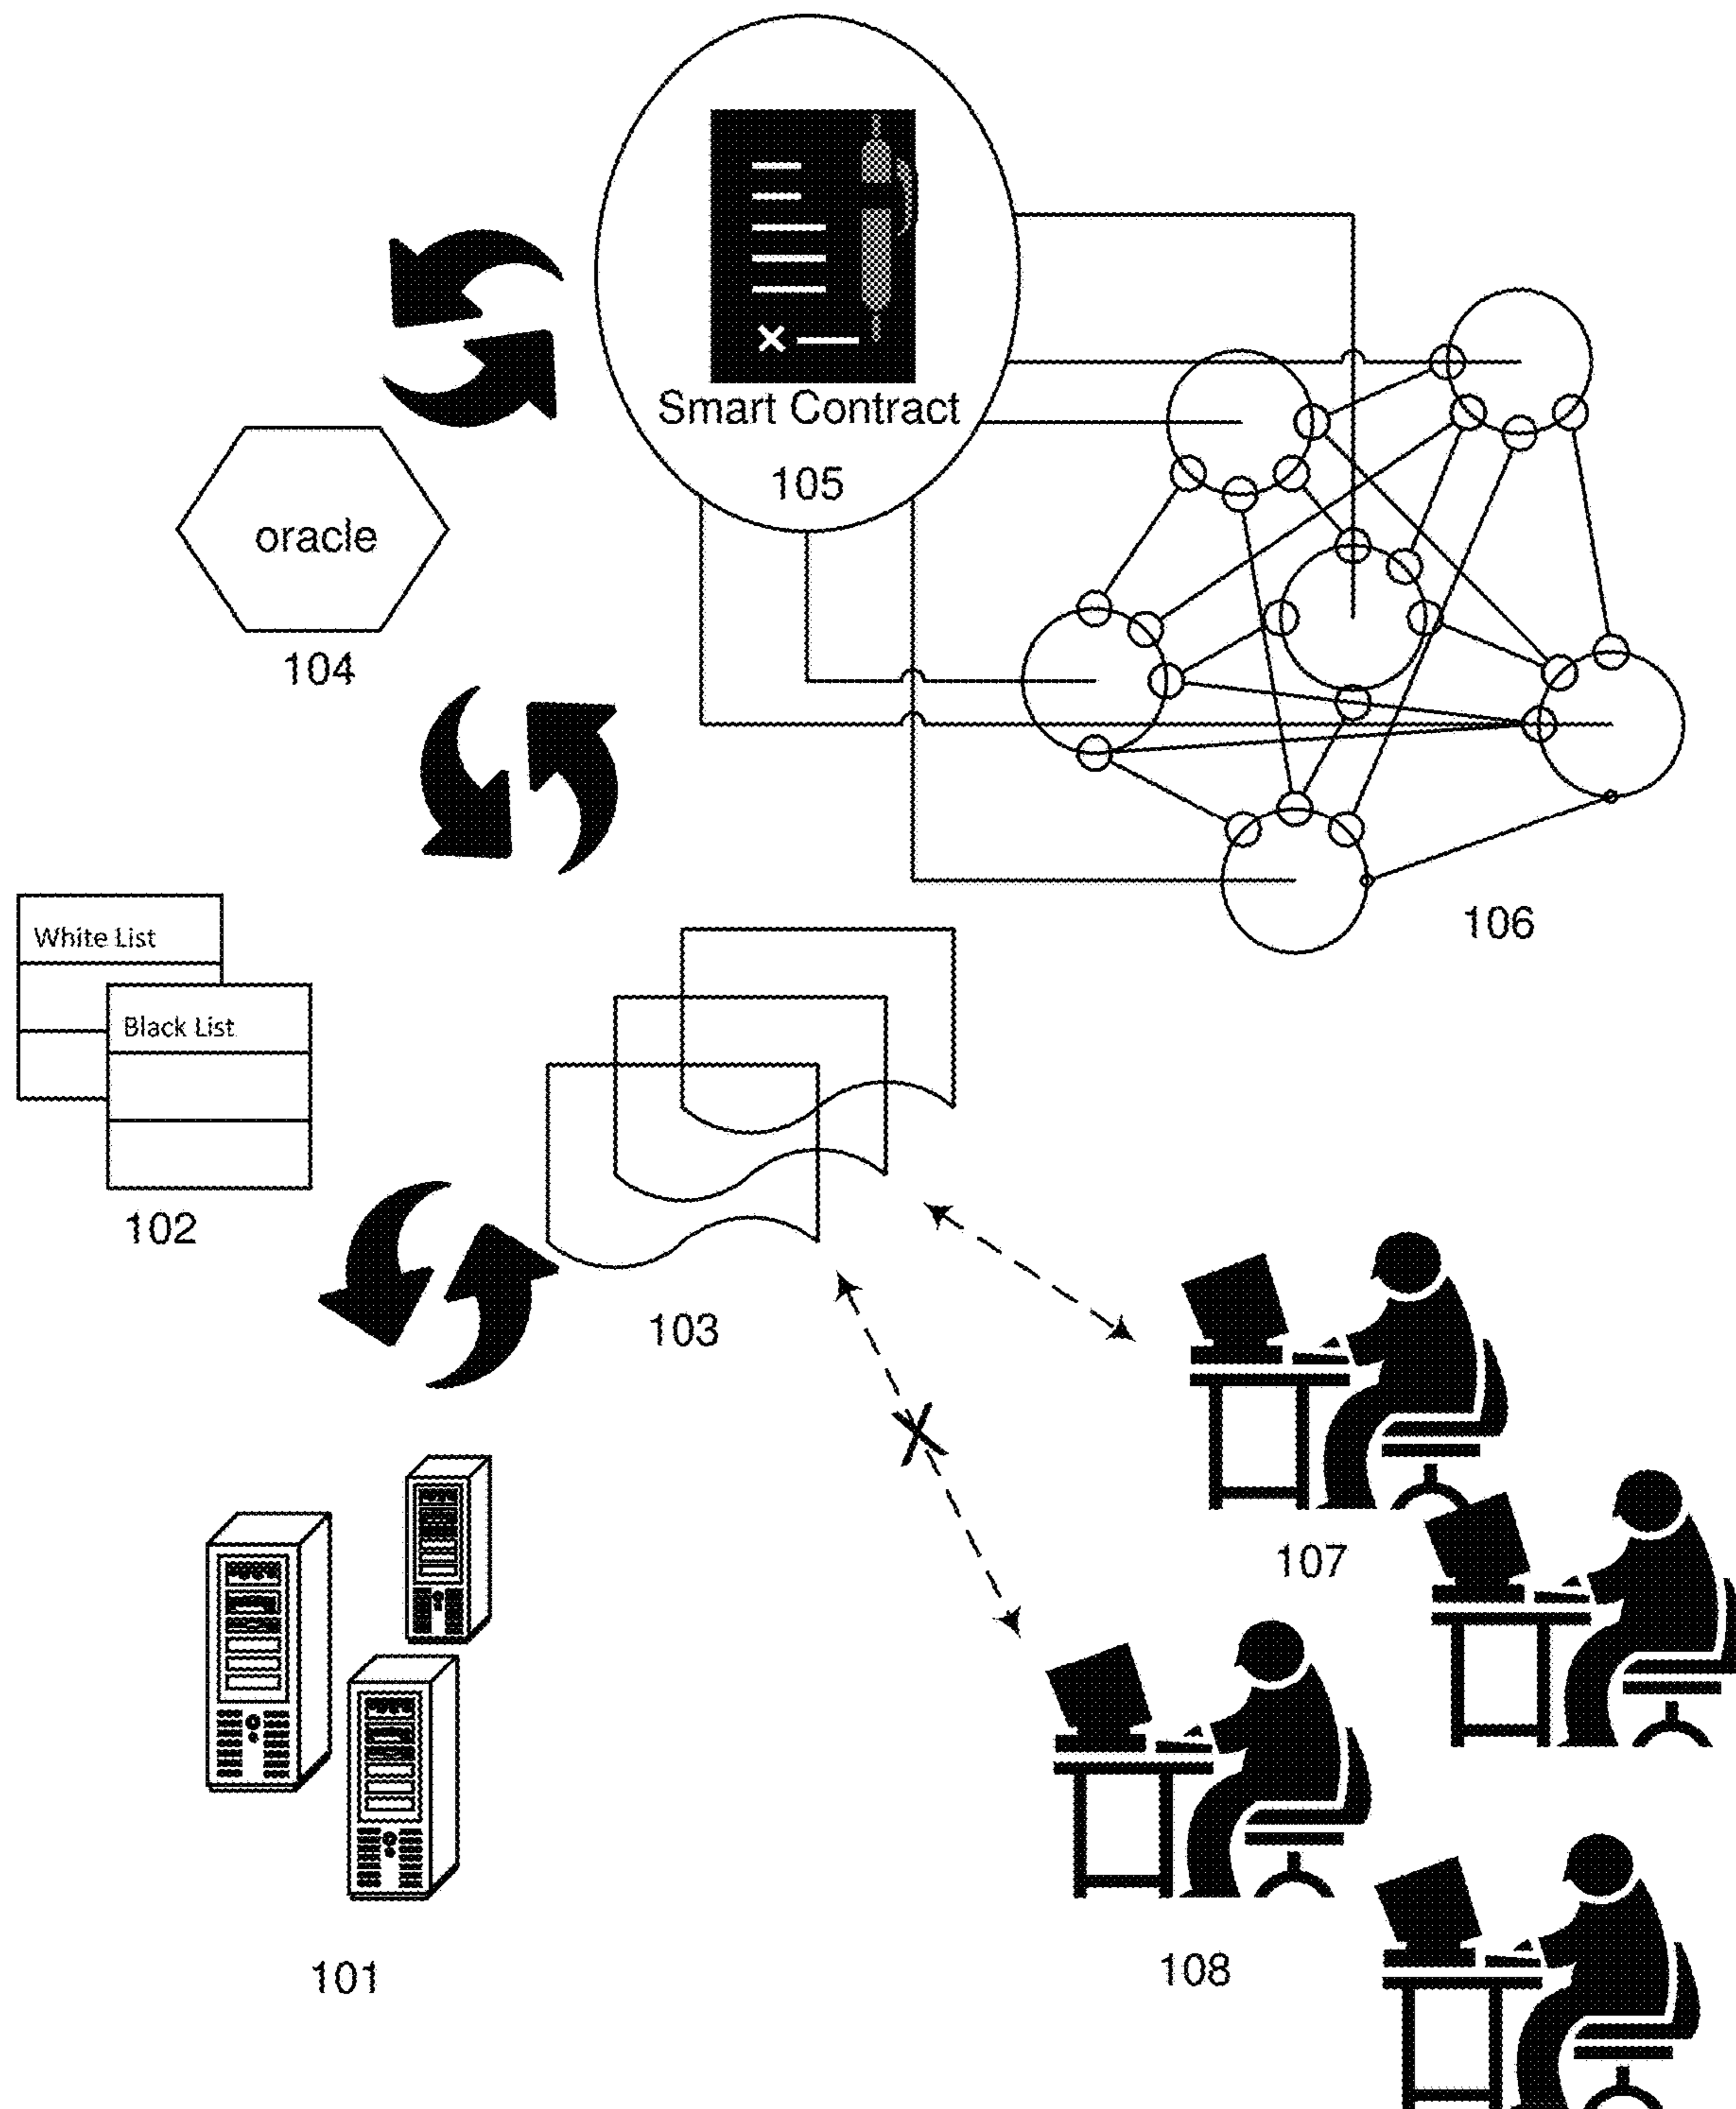 Smart Contract
105
oracle
104
106
White List
Black List
102
103
107
101
108